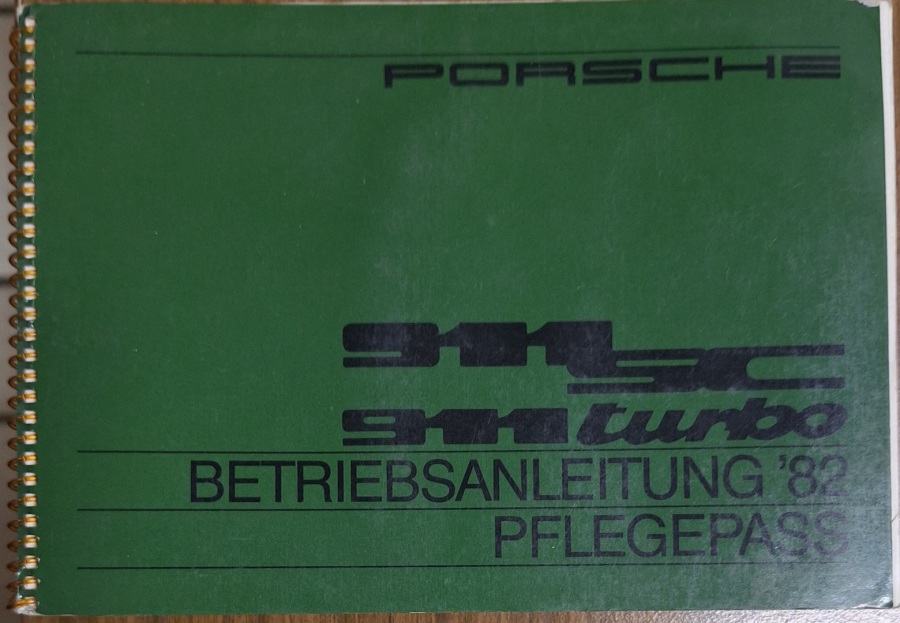 PORSCHE
911 SC
911 turbo
BETRIEBSANLEITUNG '82
PFLEGEPASS